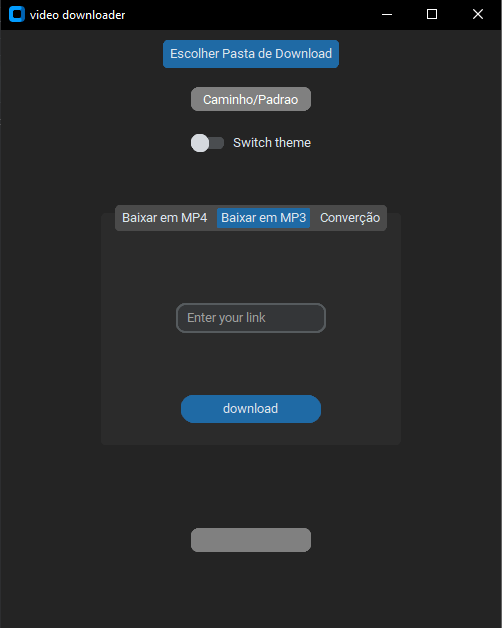 video downloader
Escolher Pasta de Download
Caminho/Padrao
Switch theme
Baixar em MP4 Baixar em MP3 Converção
Enter your link
download